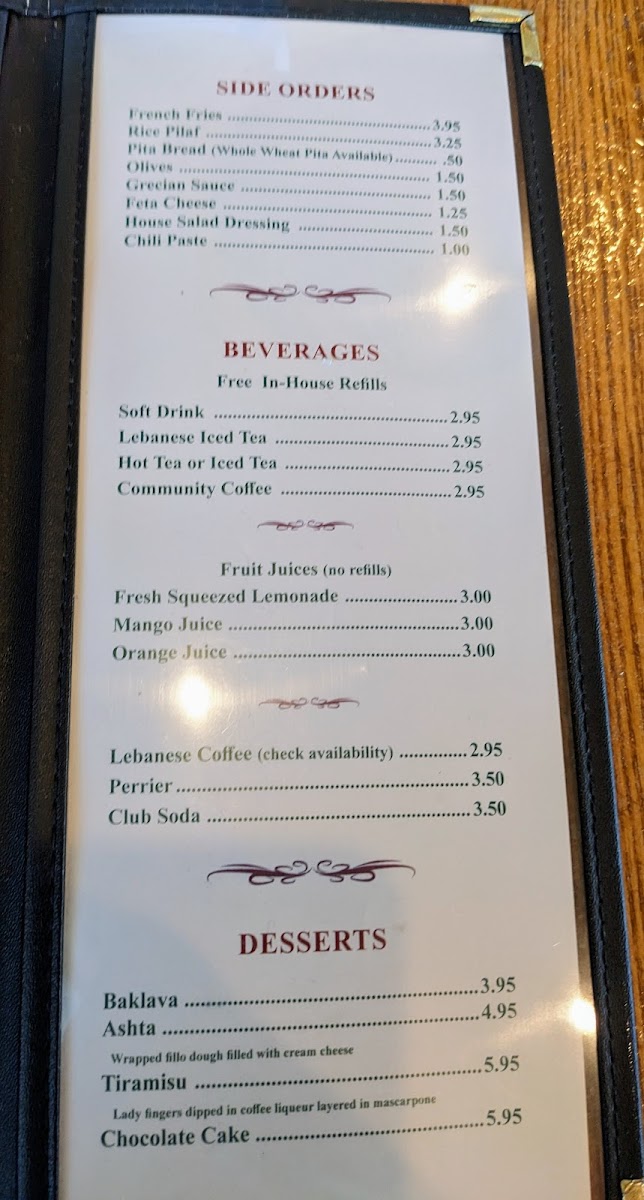 SIDE ORDERS
French Fries ........................................ 3.95
Rice Pilaf ........................................ 3.25
Pita Bread (Whole Wheat Pita Available) .......... .50
Olives ........................................ 1.50
Grecian Sauce ........................................ 1.50
Feta Cheese ........................................ 1.25
House Salad Dressing .............................. 1.50
Chili Paste ........................................ 1.00
BEVERAGES
Free In-House Refills
Soft Drink ........................................ 2.95
Lebanese Iced Tea .............................. 2.95
Hot Tea or Iced Tea .............................. 2.95
Community Coffee .............................. 2.95
Fruit Juices (no refills)
Fresh Squeezed Lemonade .................... 3.00
Mango Juice ........................................ 3.00
Orange Juice ........................................ 3.00
Lebanese Coffee (check availability) .............. 2.95
Perrier .................................................. 3.50
Club Soda ........................................ 3.50
DESSERTS
Baklava .................................................. 3.95
Ashta .................................................. 4.95
Wrapped fillo dough filled with cream cheese
Tiramisu .................................................. 5.95
Lady fingers dipped in coffee liqueur layered in mascarpone
Chocolate Cake ........................................ 5.95